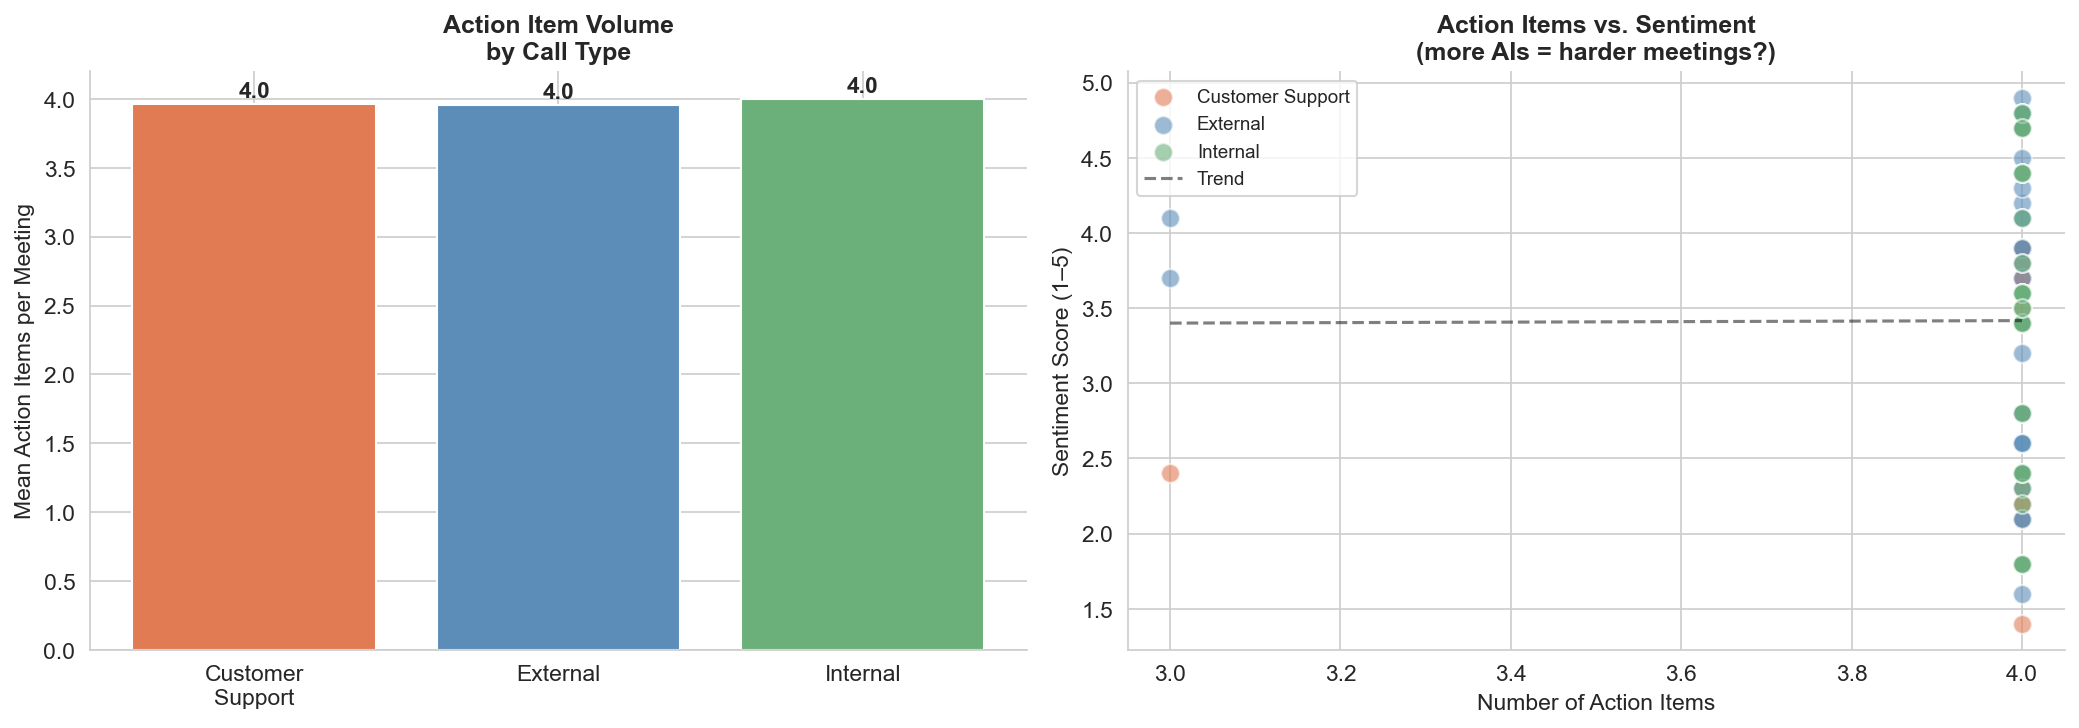 Action Item Volume
by Call Type
4.0
4.0
4.0
Mean Action Items per Meeting
4.0
3.5
3.0
2.5
2.0
1.5
1.0
0.5
0.0
Customer
Support
External
Internal
Action Items vs. Sentiment
(more AIs = harder meetings?)
Customer Support
External
Internal
Trend
Sentiment Score (1–5)
5.0
4.5
4.0
3.5
3.0
2.5
2.0
1.5
3.0
3.2
3.4
3.6
3.8
4.0
Number of Action Items